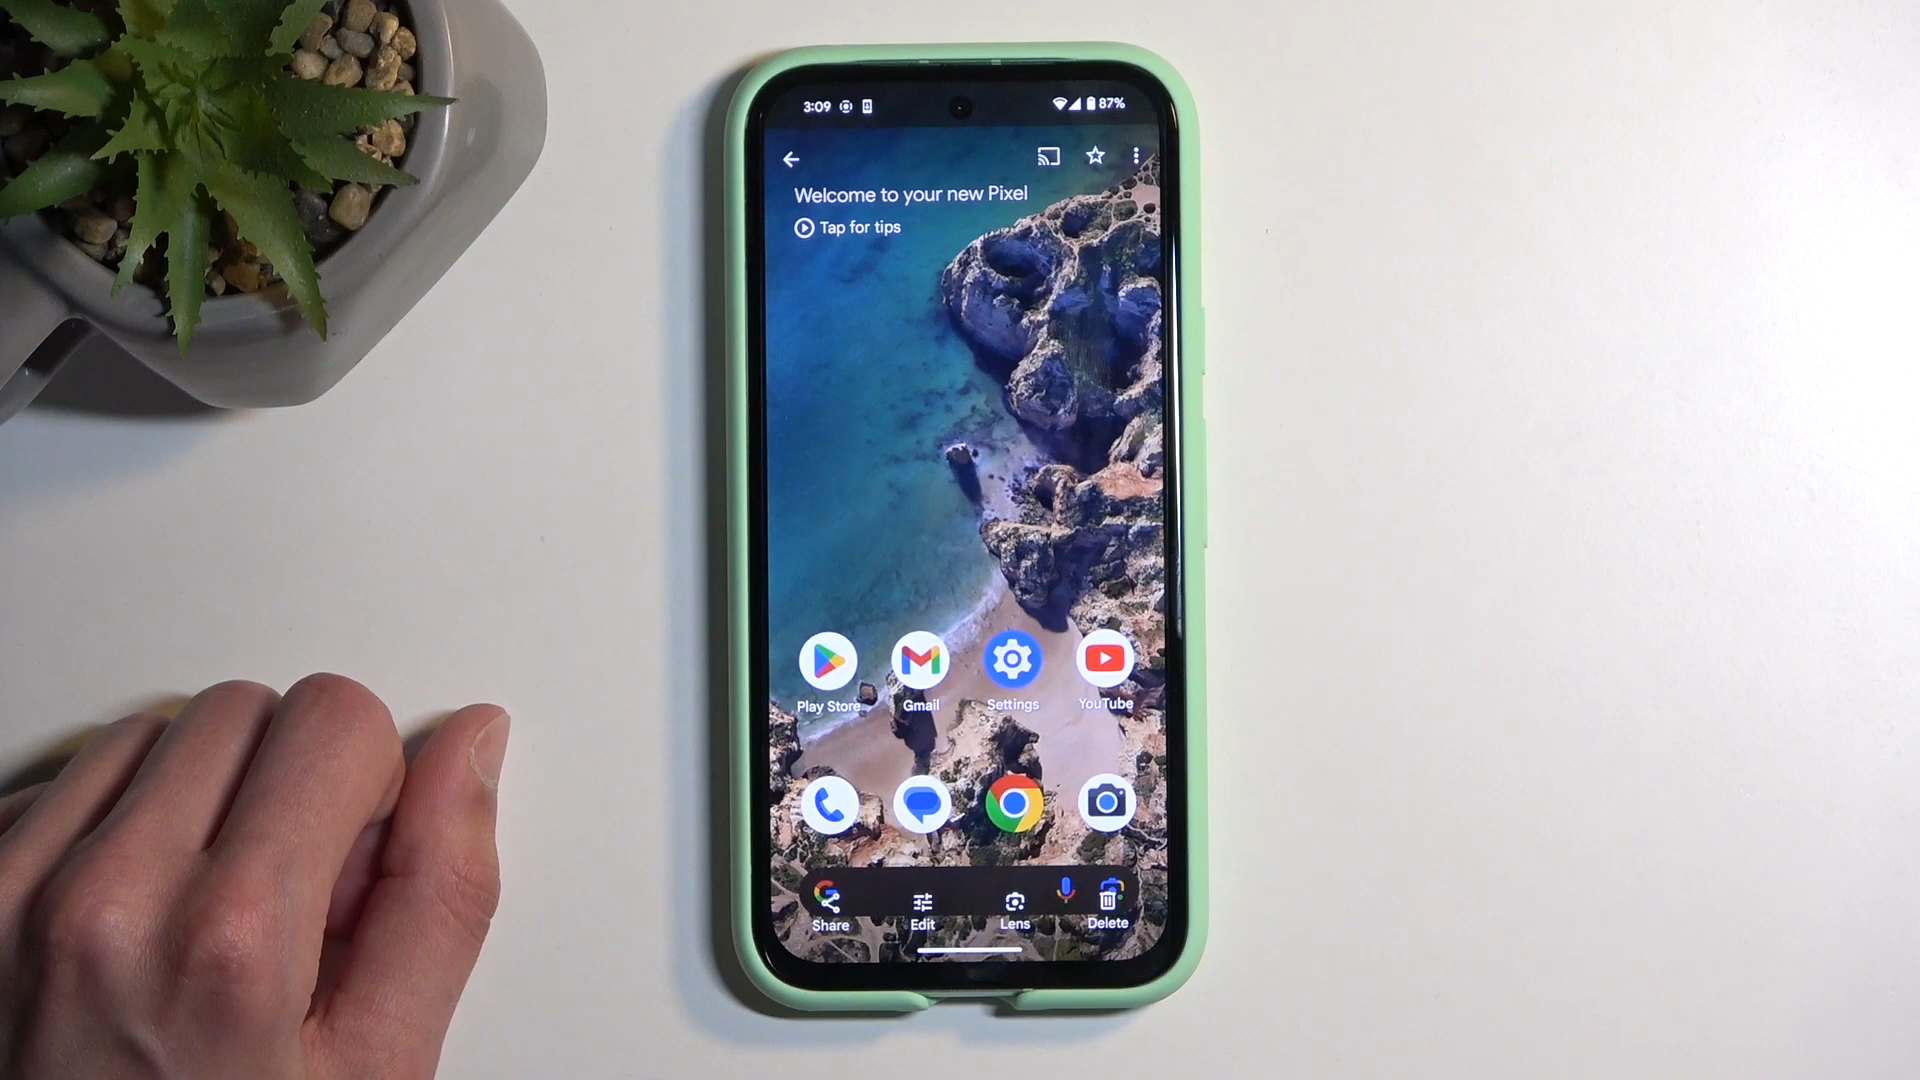 3:09 87%
Welcome to your new Pixel
Tap for tips
Play Store Gmail Settings YouTube
Share Edit Lens Delete